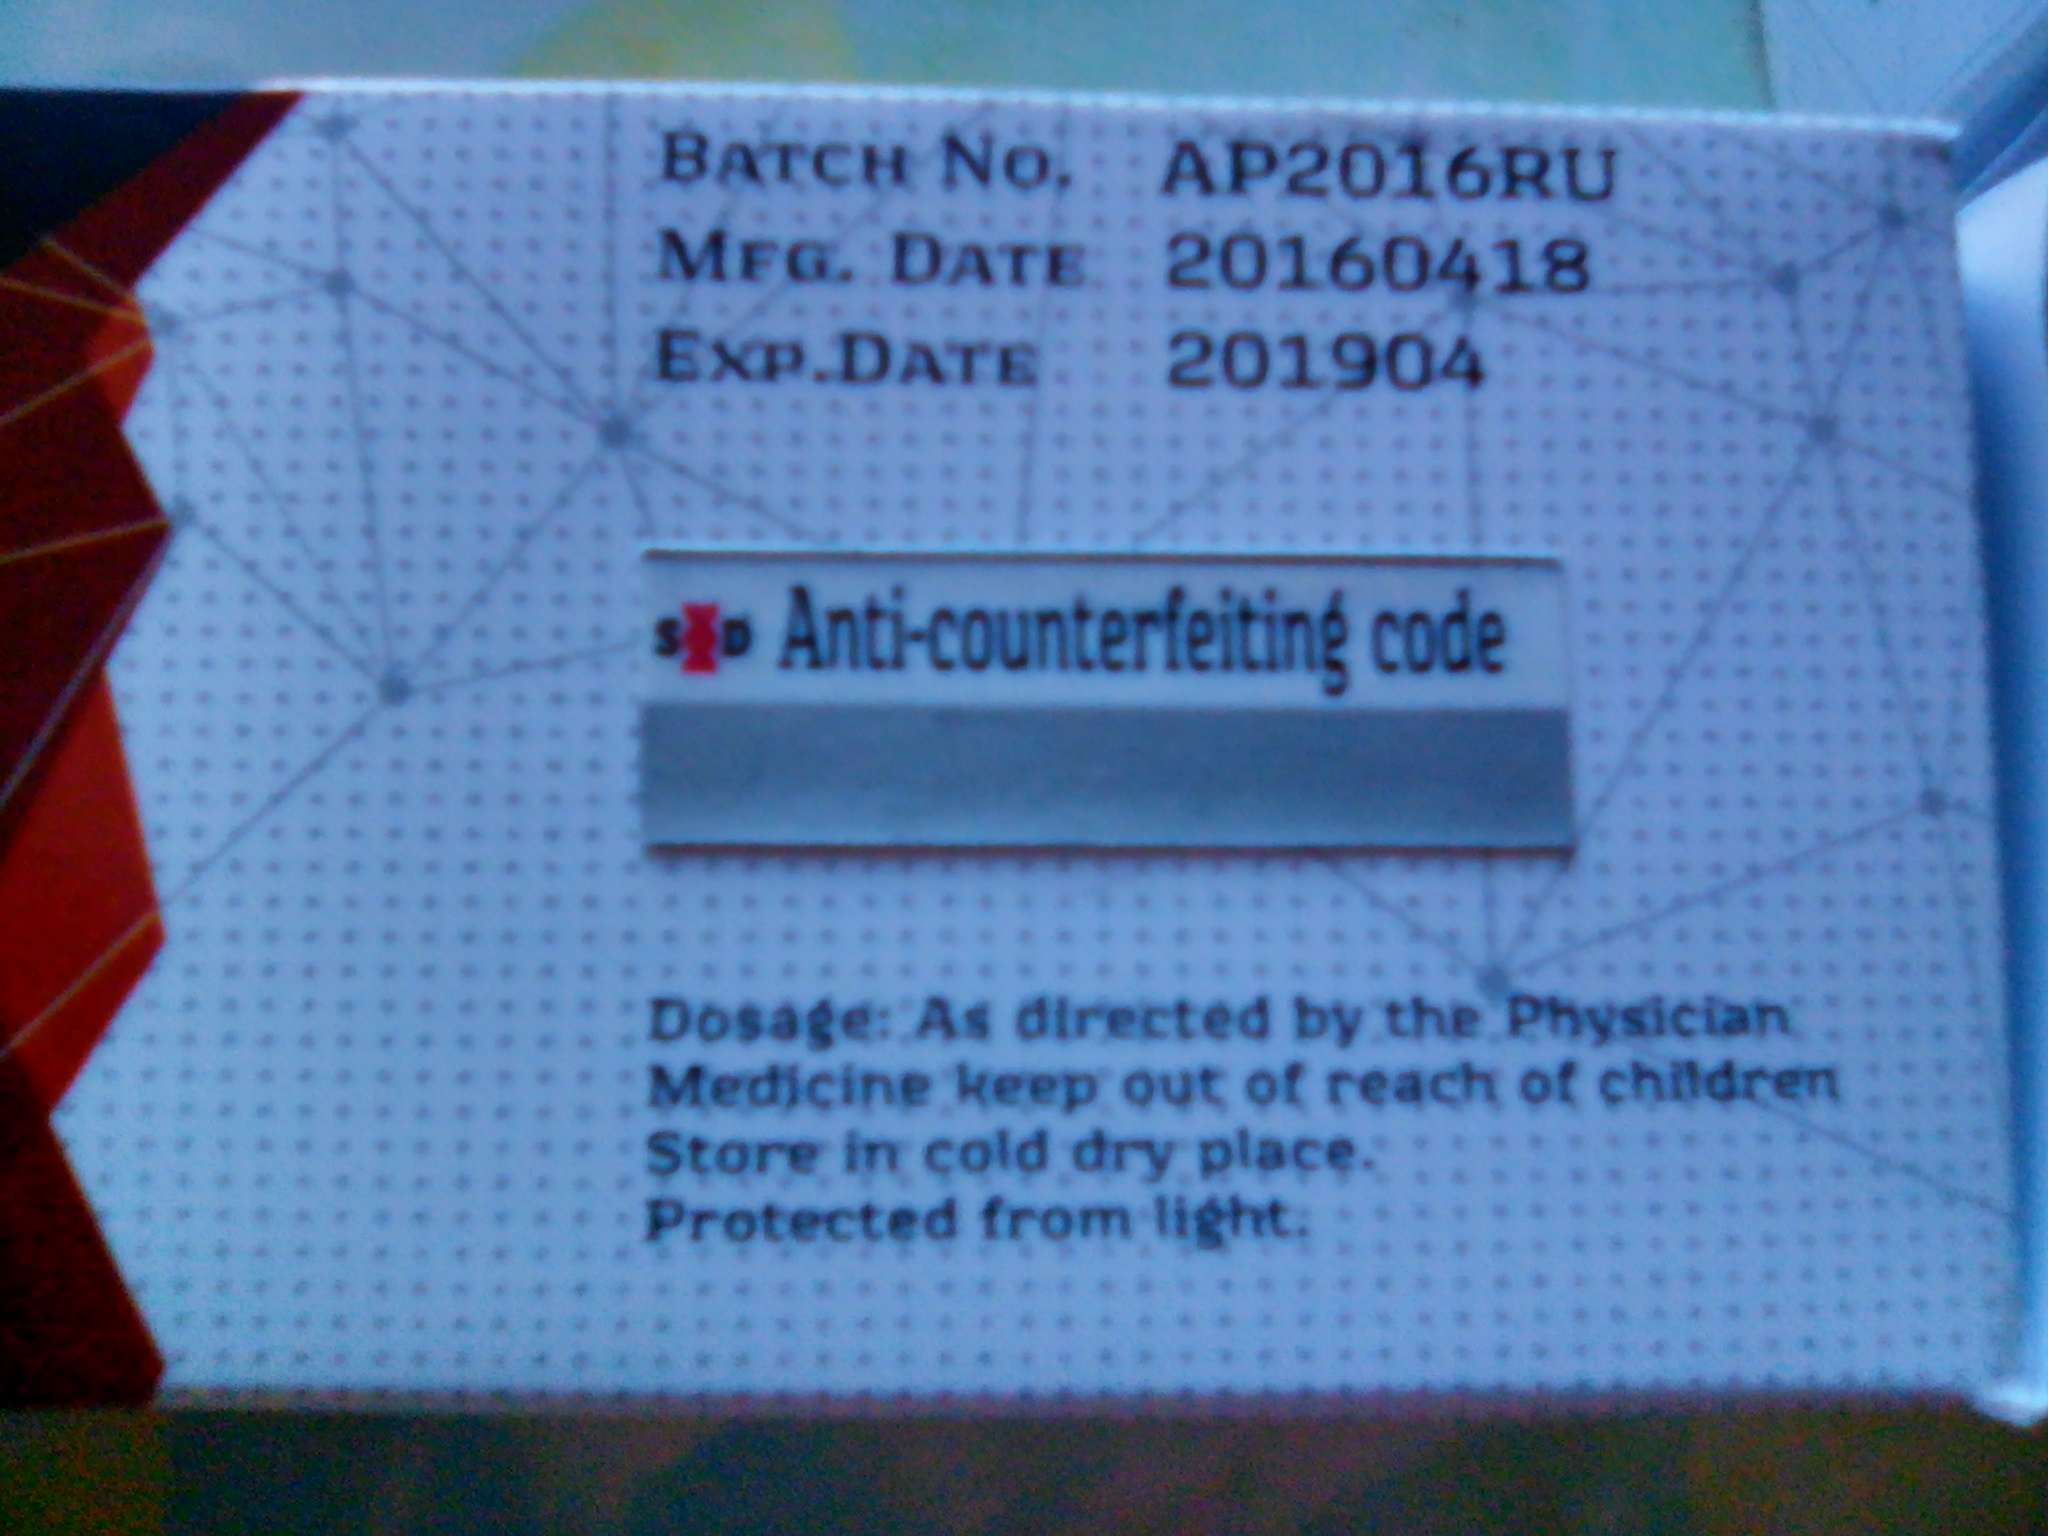 BATCH NO. AP2016RU
MFG. DATE 20160418
EXP.DATE 201904
Anti-counterfeiting code
Dosage: As directed by the Physician
Medicine keep out of reach of children
Store in cold dry place.
Protected from light.